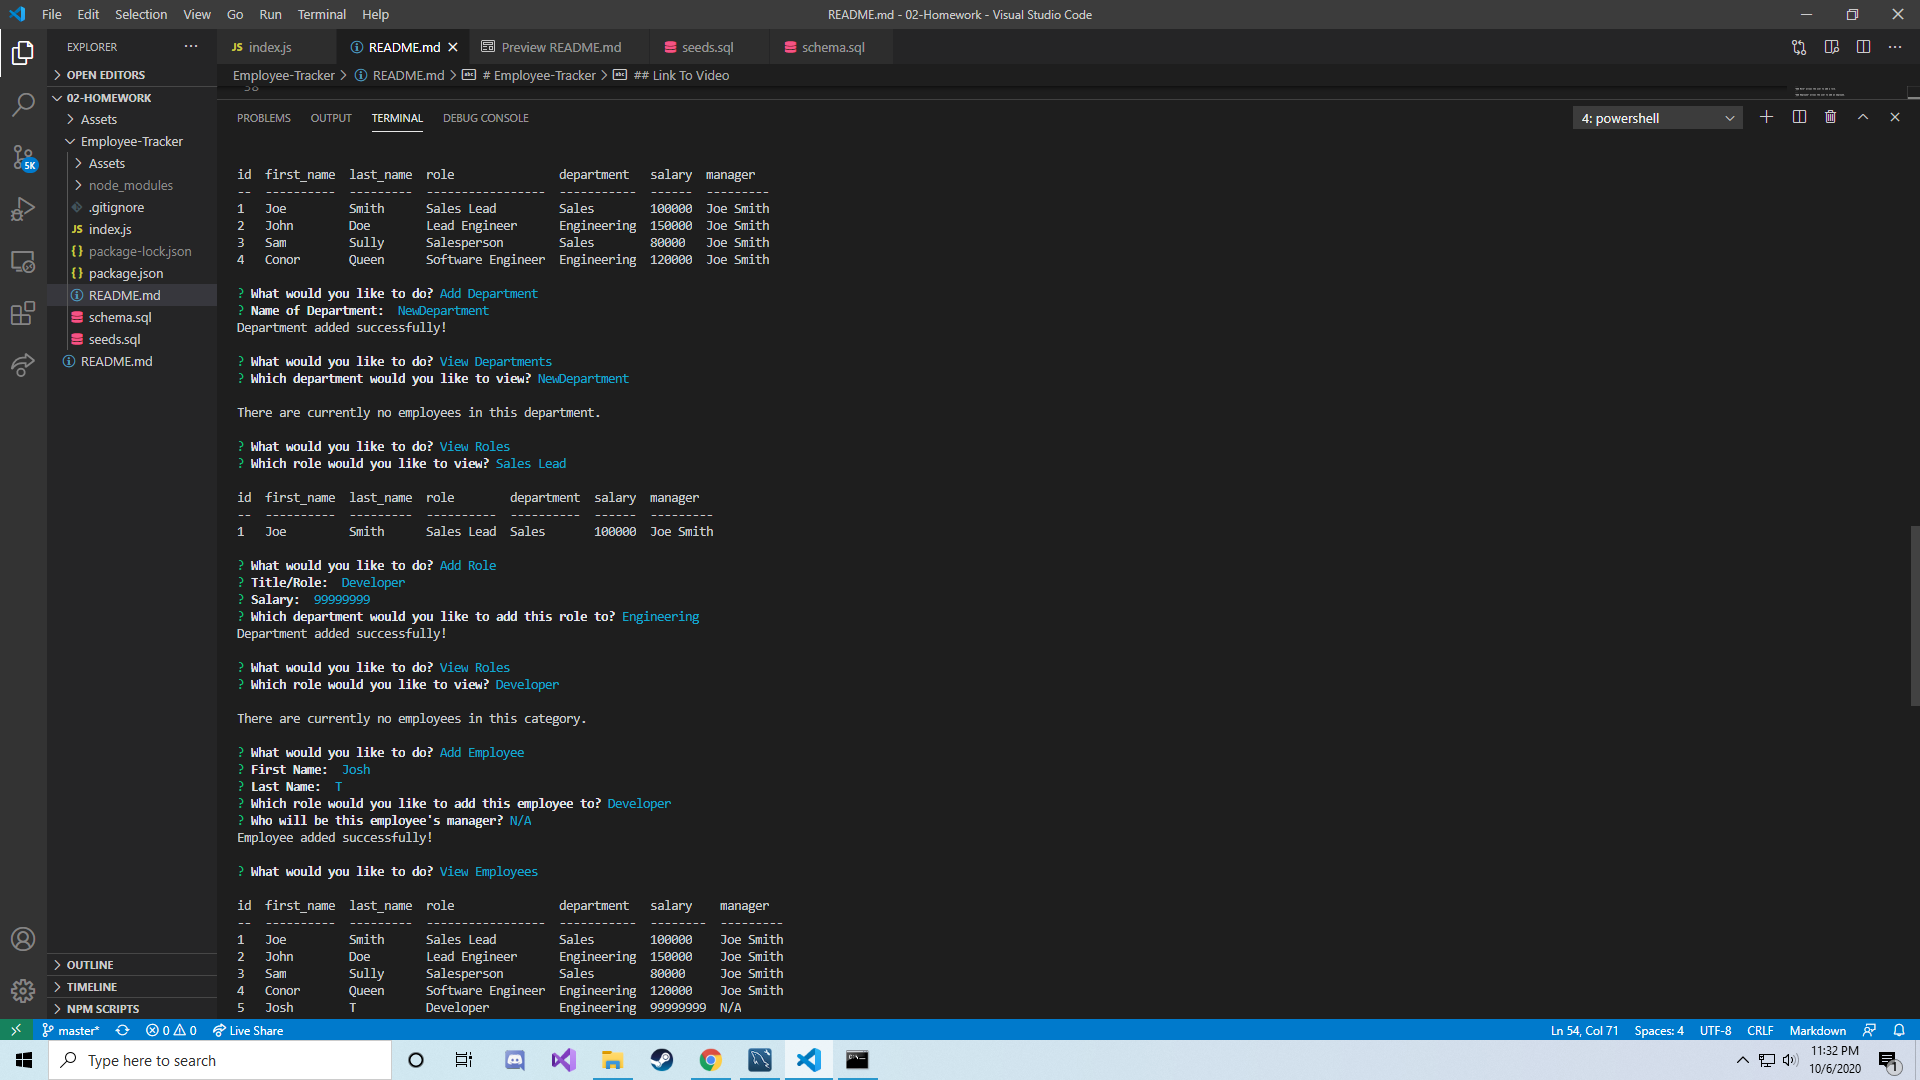 File Edit Selection View Go Run Terminal Help README.md - 02-Homework - Visual Studio Code
EXPLORER
JS index.js README.md Preview README.md seeds.sql schema.sql
OPEN EDITORS
Employee-Tracker > README.md > # Employee-Tracker > ## Link To Video
02-HOMEWORK
Assets
Employee-Tracker
Assets
node_modules
.gitignore
JS index.js
{} package-lock.json
{} package.json
README.md
schema.sql
seeds.sql
README.md
5K
OUTLINE
TIMELINE
NPM SCRIPTS
58
PROBLEMS OUTPUT TERMINAL DEBUG CONSOLE 4: powershell
id first_name last_name role department salary manager
-- ---------- --------- ----------------- ----------- ------ ---------
1 Joe Smith Sales Lead Sales 100000 Joe Smith
2 John Doe Lead Engineer Engineering 150000 Joe Smith
3 Sam Sully Salesperson Sales 80000 Joe Smith
4 Conor Queen Software Engineer Engineering 120000 Joe Smith
? What would you like to do? Add Department
? Name of Department: NewDepartment
Department added successfully!
? What would you like to do? View Departments
? Which department would you like to view? NewDepartment
There are currently no employees in this department.
? What would you like to do? View Roles
? Which role would you like to view? Sales Lead
id first_name last_name role department salary manager
-- ---------- --------- ---------- ---------- ------ ---------
1 Joe Smith Sales Lead Sales 100000 Joe Smith
? What would you like to do? Add Role
? Title/Role: Developer
? Salary: 99999999
? Which department would you like to add this role to? Engineering
Department added successfully!
? What would you like to do? View Roles
? Which role would you like to view? Developer
There are currently no employees in this category.
? What would you like to do? Add Employee
? First Name: Josh
? Last Name: T
? Which role would you like to add this employee to? Developer
? Who will be this employee's manager? N/A
Employee added successfully!
? What would you like to do? View Employees
id first_name last_name role department salary manager
-- ---------- --------- ----------------- ----------- -------- ---------
1 Joe Smith Sales Lead Sales 100000 Joe Smith
2 John Doe Lead Engineer Engineering 150000 Joe Smith
3 Sam Sully Salesperson Sales 80000 Joe Smith
4 Conor Queen Software Engineer Engineering 120000 Joe Smith
5 Josh T Developer Engineering 99999999 N/A
master* 0 0 Live Share Ln 54, Col 71 Spaces: 4 UTF-8 CRLF Markdown
Type here to search
11:32 PM
10/6/2020
1